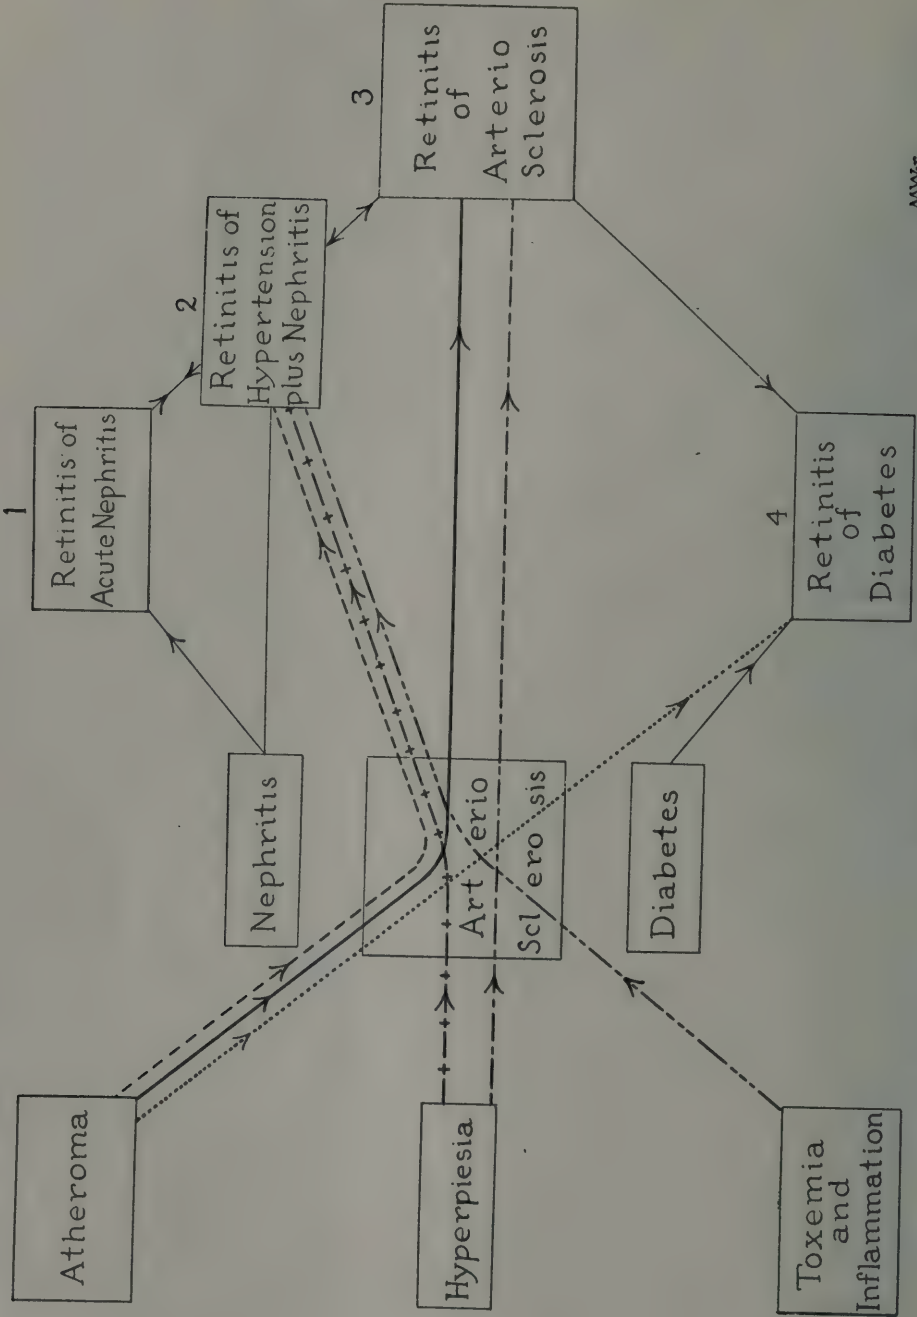 Atheroma
Hyperpiesia
Toxemia
and
Inflammation
Nephritis
Arterio
Sclerosis
Diabetes
1
Retinitis of
Acute Nephritis
2
Retinitis of
Hypertension
plus Nephritis
3
Retinitis
of
Arterio
Sclerosis
4
Retinitis
of
Diabetes